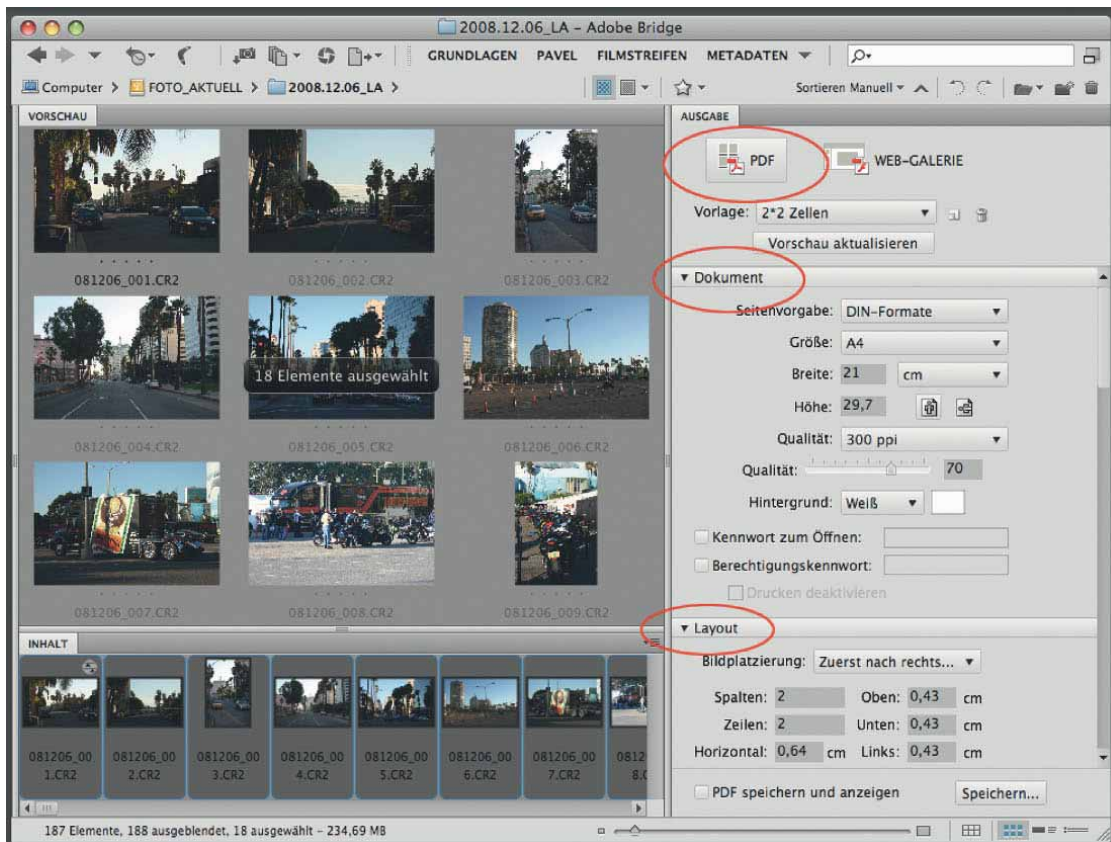 2008.12.06_LA – Adobe Bridge
GRUNDLAGEN PAVEL FILMSTREIFEN METADATEN
Computer > FOTO_AKTUELL > 2008.12.06_LA >
Sortieren Manuell
VORSCHAU
081206_001.CR2 081206_002.CR2 081206_003.CR2
18 Elemente ausgewählt
081206_004.CR2 081206_005.CR2 081206_006.CR2
081206_007.CR2 081206_008.CR2 081206_009.CR2
INHALT
081206_00 081206_00 081206_00 081206_00 081206_00 081206_00 081206_00 0812
1.CR2 2.CR2 3.CR2 4.CR2 5.CR2 6.CR2 7.CR2 8.C
187 Elemente, 188 ausgeblendet, 18 ausgewählt – 234,69 MB
AUSGABE
PDF WEB-GALERIE
Vorlage: 2*2 Zellen
Vorschau aktualisieren
Dokument
Seitenvorgabe: DIN-Formate
Größe: A4
Breite: 21 cm
Höhe: 29,7
Qualität: 300 ppi
Qualität: 70
Hintergrund: Weiß
Kennwort zum Öffnen:
Berechtigungskennwort:
Drucken deaktivieren
Layout
Bildplatzierung: Zuerst nach rechts...
Spalten: 2 Oben: 0,43 cm
Zeilen: 2 Unten: 0,43 cm
Horizontal: 0,64 cm Links: 0,43 cm
PDF speichern und anzeigen Speichern...